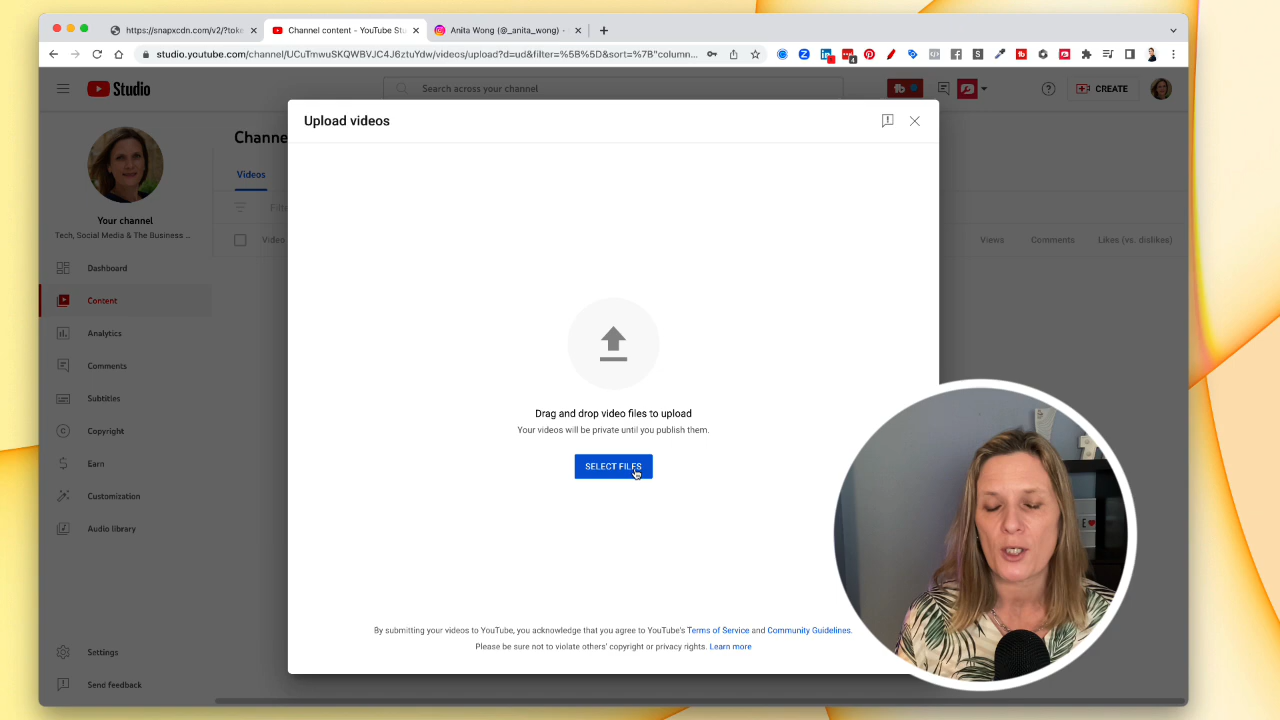 https://snapxcdn.com/v2/?toke
Channel content - YouTube Stu
Anita Wong (@_anita_wong) -
studio.youtube.com/channel/UCuTmwuSKQWBVJC4J6ztuYdw/videos/upload?d=ud&filter=%5B%5D&sort=%7B"column...
Studio
Search across your channel
CREATE
Upload videos
Channe
Your channel
Tech, Social Media & The Business ...
Videos
Filte
Video
Views
Comments
Likes (vs. dislikes)
Dashboard
Content
Analytics
Comments
Subtitles
Copyright
Earn
Customization
Audio library
Settings
Send feedback
Drag and drop video files to upload
Your videos will be private until you publish them.
SELECT FILES
By submitting your videos to YouTube, you acknowledge that you agree to YouTube's Terms of Service and Community Guidelines.
Please be sure not to violate others' copyright or privacy rights. Learn more